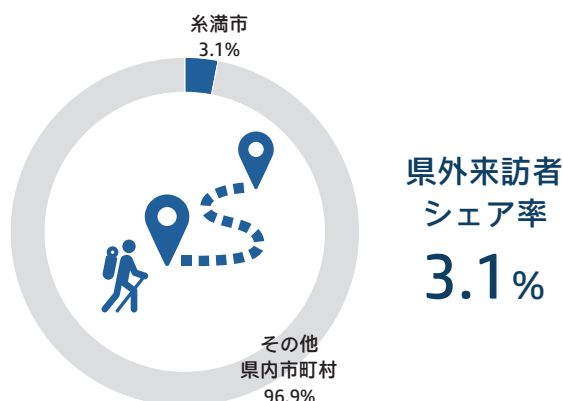 糸満市
3.1%
県外来訪者
シェア率
3.1%
その他
県内市町村
96.9%